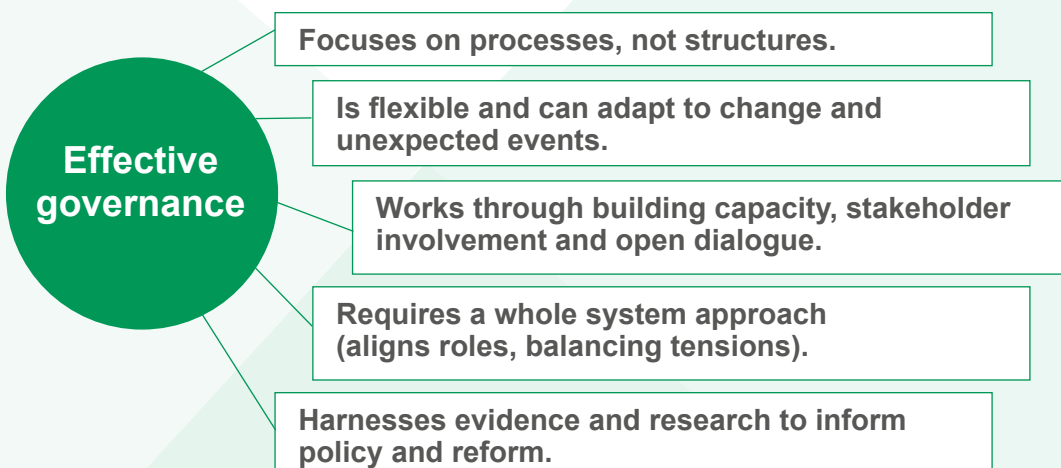 Effective
governance
Focuses on processes, not structures.
Is flexible and can adapt to change and
unexpected events.
Works through building capacity, stakeholder
involvement and open dialogue.
Requires a whole system approach
(aligns roles, balancing tensions).
Harnesses evidence and research to inform
policy and reform.